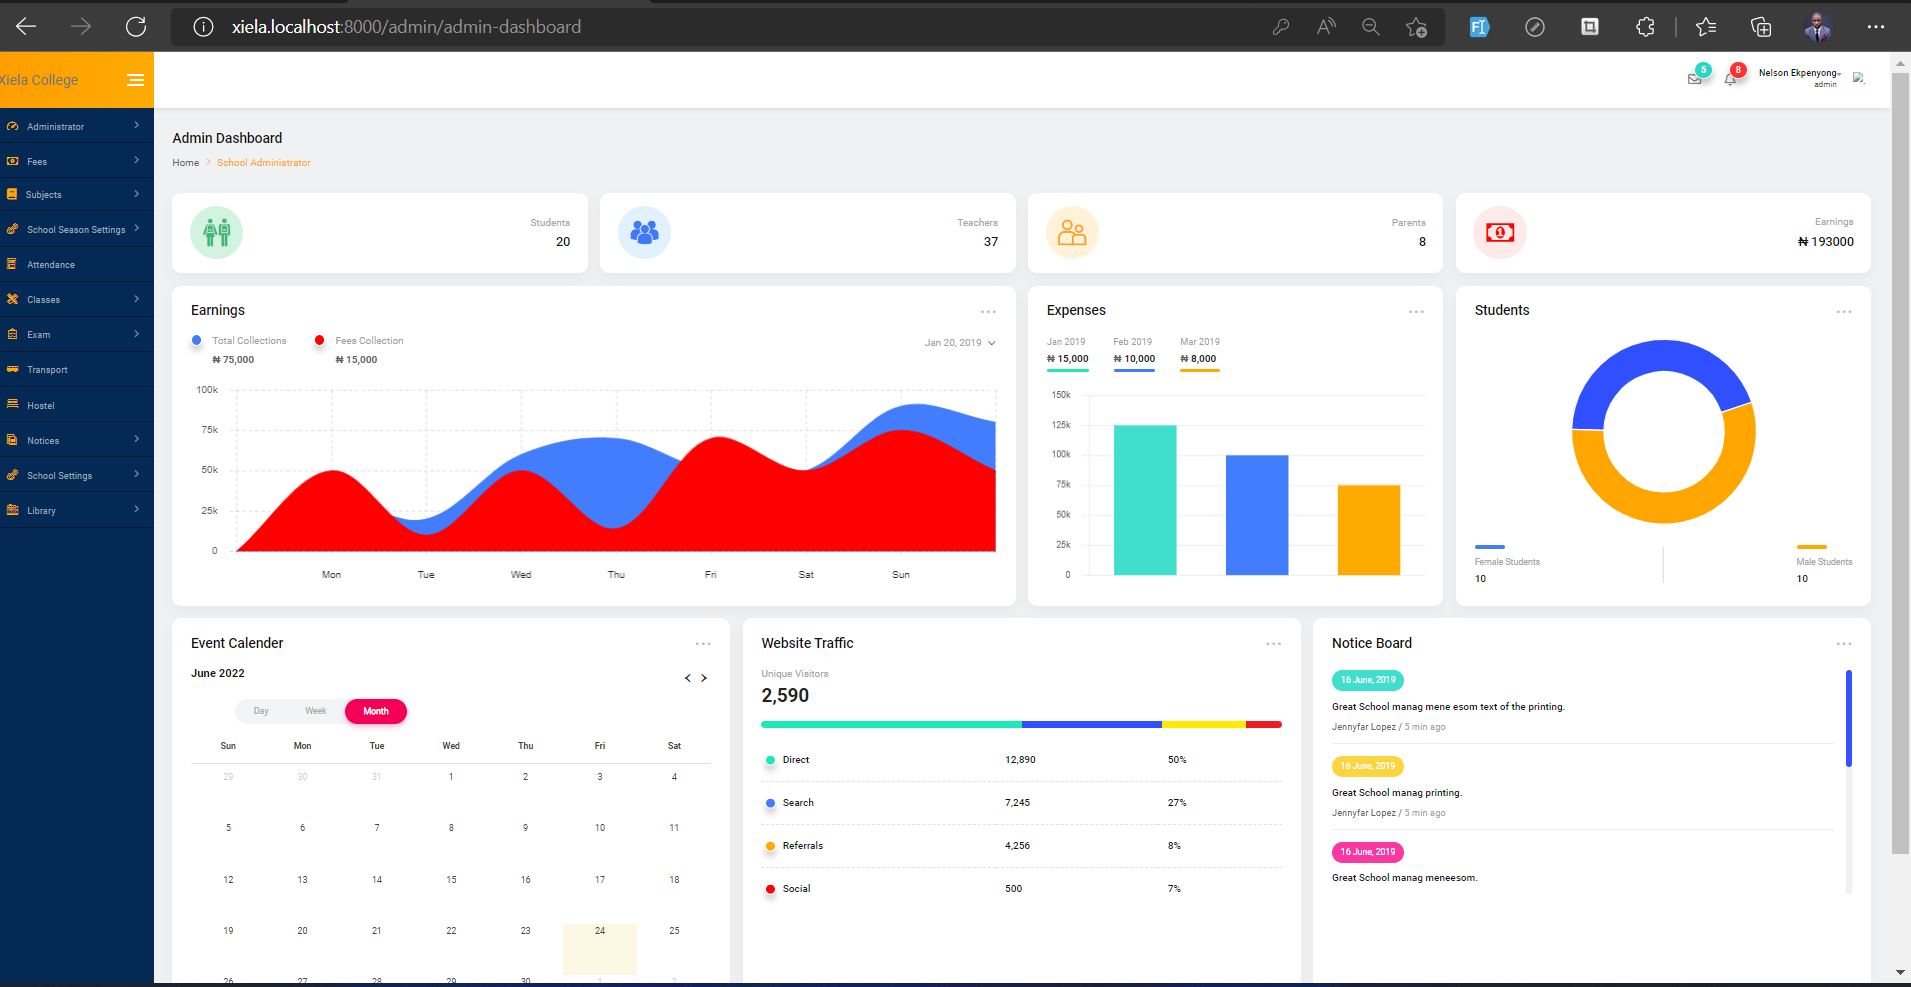 xiela.localhost:8000/admin/admin-dashboard
Xiela College
5
8
Nelson Ekpenyong
admin
Administrator
Fees
Subjects
School Season Settings
Attendance
Classes
Exam
Transport
Hostel
Notices
School Settings
Library
Admin Dashboard
Home > School Administrator
Students
20
Teachers
37
Parents
8
Earnings
₦ 193000
Earnings
Total Collections
₦ 75,000
Fees Collection
₦ 15,000
Jan 20, 2019
100k
75k
50k
25k
0
Mon Tue Wed Thu Fri Sat Sun
Expenses
Jan 2019
₦ 15,000
Feb 2019
₦ 10,000
Mar 2019
₦ 8,000
150k
125k
100k
75k
50k
25k
0
Students
Female Students
10
Male Students
10
Event Calender
June 2022
Day Week Month
Sun Mon Tue Wed Thu Fri Sat
29 30 31 1 2 3 4
5 6 7 8 9 10 11
12 13 14 15 16 17 18
19 20 21 22 23 24 25
26 27 28 29 30 1 2
Website Traffic
Unique Visitors
2,590
Direct 12,890 50%
Search 7,245 27%
Referrals 4,256 8%
Social 500 7%
Notice Board
16 June, 2019
Great School manag mene esom text of the printing.
Jennyfar Lopez / 5 min ago
16 June, 2019
Great School manag printing.
Jennyfar Lopez / 5 min ago
16 June, 2019
Great School manag meneesom.